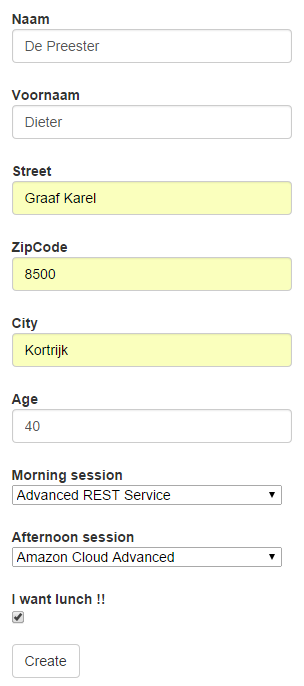 Naam
De Preester
Voornaam
Dieter
Street
Graaf Karel
ZipCode
8500
City
Kortrijk
Age
40
Morning session
Advanced REST Service
Afternoon session
Amazon Cloud Advanced
I want lunch !!
Create